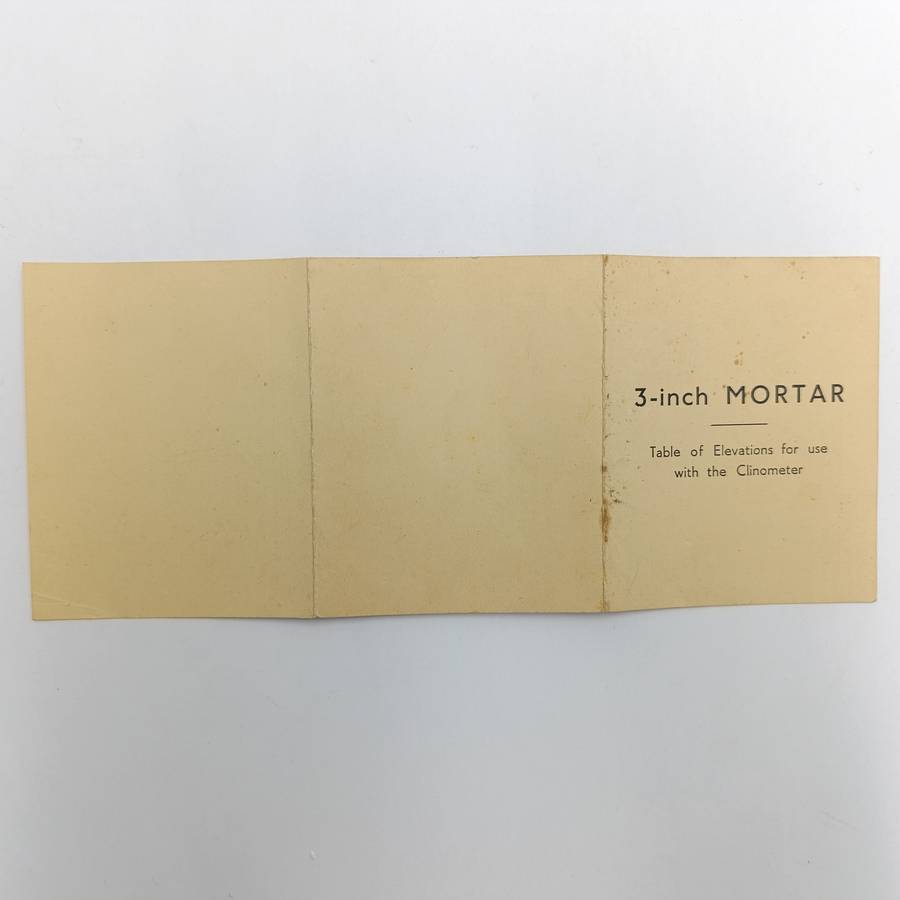 3-inch MORTAR
Table of Elevations for use
with the Clinometer